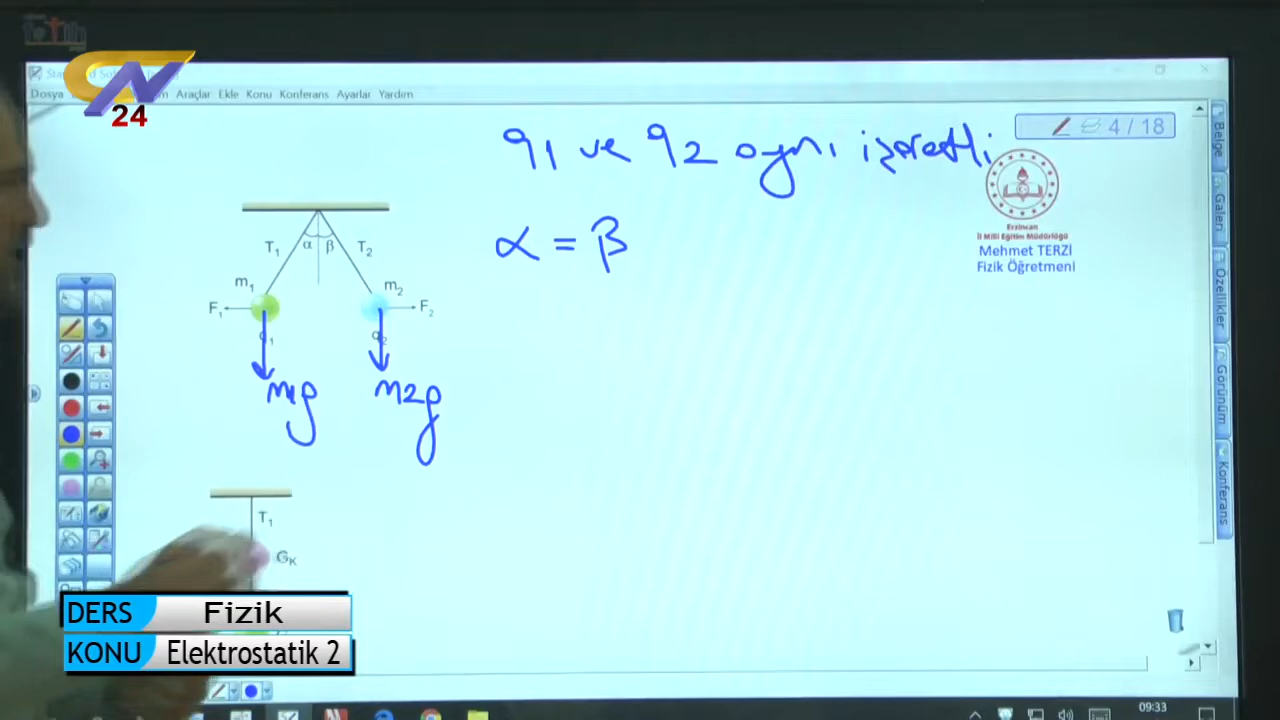 24
Dosya
Araçlar Ekle Konu Konferans Ayarlar Yardım
4 / 18
q1 ve q2 aynı işaretli
α = β
Erzincan
İl Milli Eğitim Müdürlüğü
Mehmet TERZİ
Fizik Öğretmeni
T1 α β T2
m1 m2
F1 F2
q1 q2
m1g m2g
T1
GK
Belge
Galeri
Özellikler
Görünüm
Konferans
DERS Fizik
KONU Elektrostatik 2
09:33